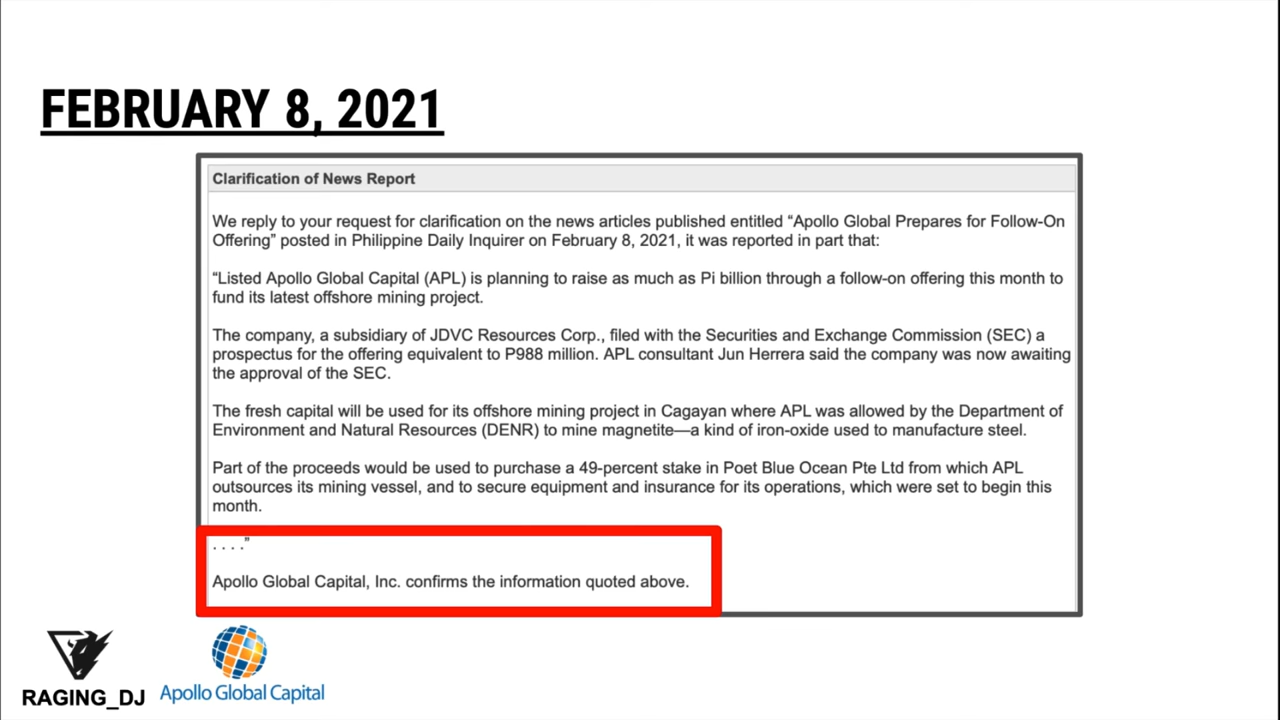 FEBRUARY 8, 2021
Clarification of News Report
We reply to your request for clarification on the news articles published entitled “Apollo Global Prepares for Follow-On
Offering” posted in Philippine Daily Inquirer on February 8, 2021, it was reported in part that:
“Listed Apollo Global Capital (APL) is planning to raise as much as Pi billion through a follow-on offering this month to
fund its latest offshore mining project.
The company, a subsidiary of JDVC Resources Corp., filed with the Securities and Exchange Commission (SEC) a
prospectus for the offering equivalent to P988 million. APL consultant Jun Herrera said the company was now awaiting
the approval of the SEC.
The fresh capital will be used for its offshore mining project in Cagayan where APL was allowed by the Department of
Environment and Natural Resources (DENR) to mine magnetite—a kind of iron-oxide used to manufacture steel.
Part of the proceeds would be used to purchase a 49-percent stake in Poet Blue Ocean Pte Ltd from which APL
outsources its mining vessel, and to secure equipment and insurance for its operations, which were set to begin this
month.
. . . .”
Apollo Global Capital, Inc. confirms the information quoted above.
RAGING_DJ
Apollo Global Capital